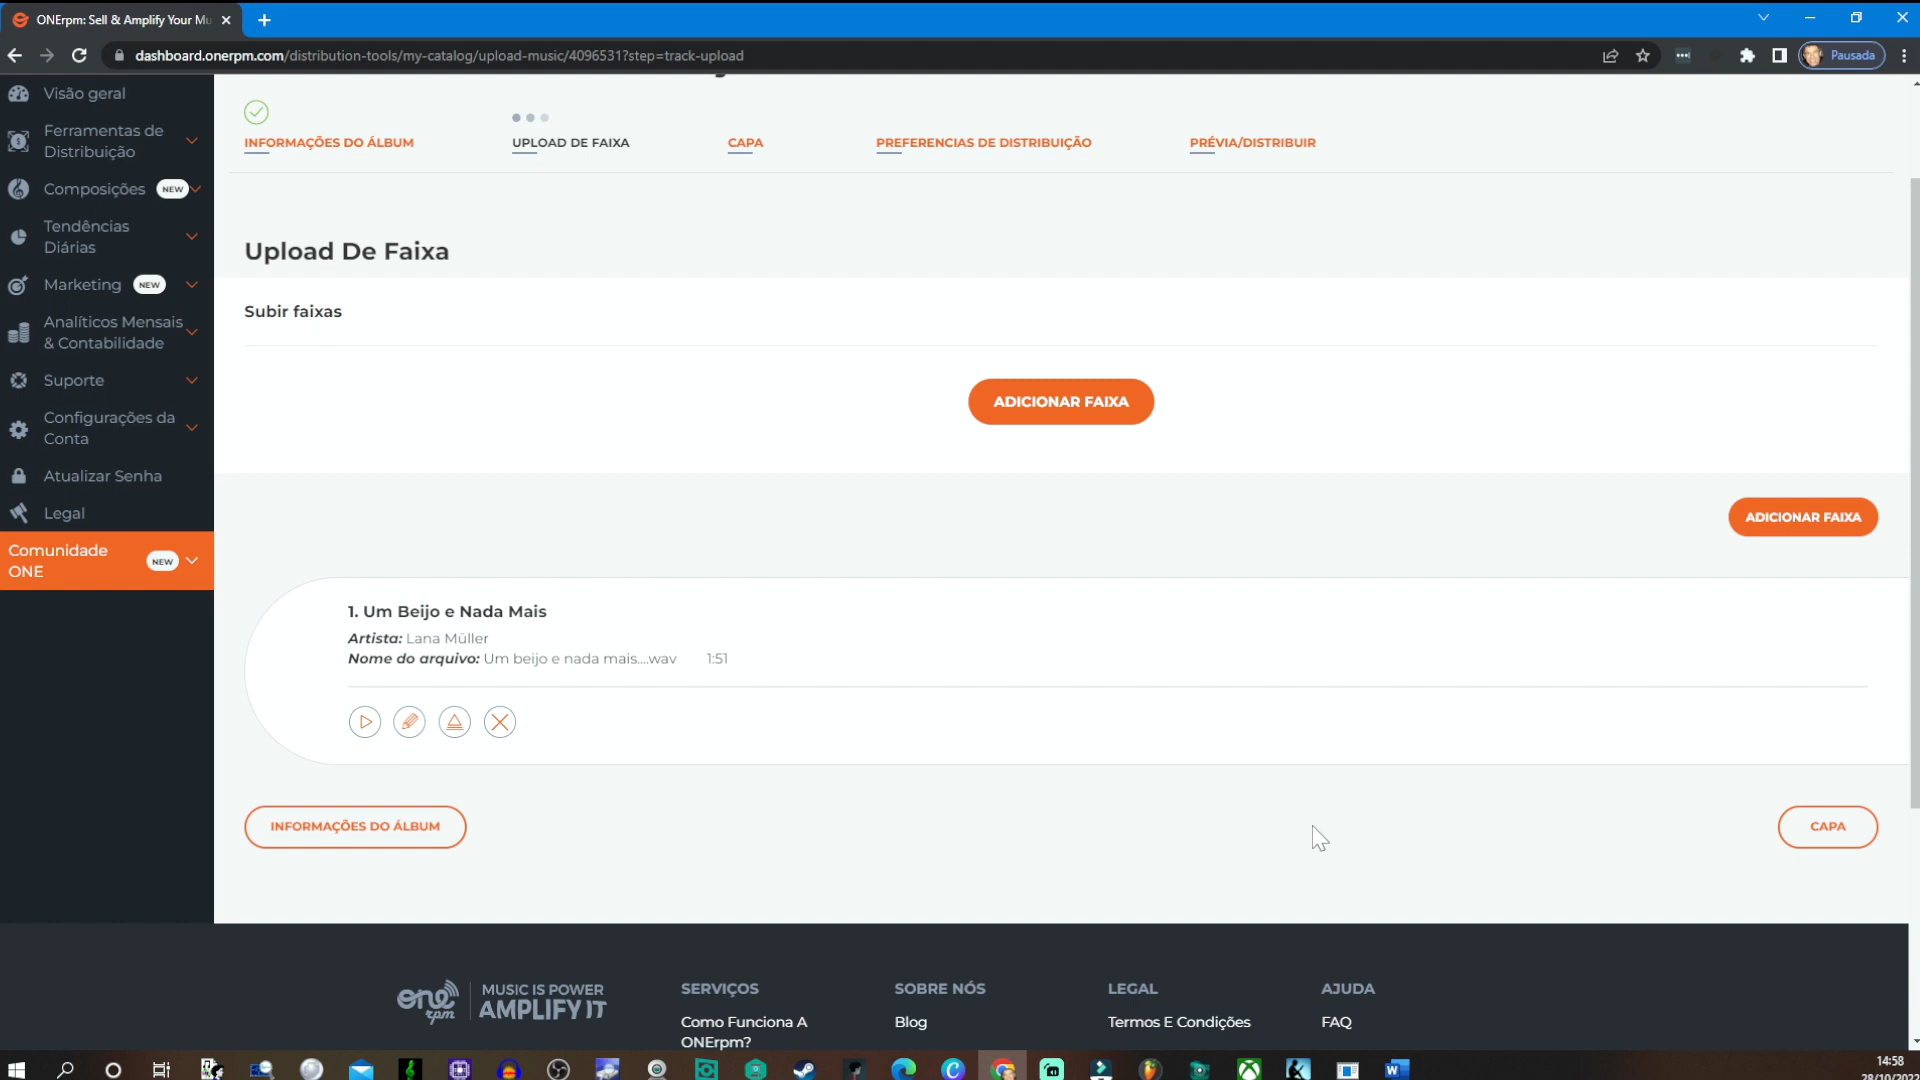 ONErpm: Sell & Amplify Your Mu
dashboard.onerpm.com/distribution-tools/my-catalog/upload-music/4096531?step=track-upload
Pausada
Visão geral
Ferramentas de
Distribuição
Composições NEW
Tendências
Diárias
Marketing NEW
Analíticos Mensais
& Contabilidade
Suporte
Configurações da
Conta
Atualizar Senha
Legal
Comunidade
ONE NEW
INFORMAÇÕES DO ÁLBUM
UPLOAD DE FAIXA
CAPA
PREFERENCIAS DE DISTRIBUIÇÃO
PRÉVIA/DISTRIBUIR
Upload De Faixa
Subir faixas
ADICIONAR FAIXA
ADICIONAR FAIXA
1. Um Beijo e Nada Mais
Artista: Lana Müller
Nome do arquivo: Um beijo e nada mais....wav 1:51
INFORMAÇÕES DO ÁLBUM
CAPA
one rpm
MUSIC IS POWER
AMPLIFY IT
SERVIÇOS
Como Funciona A
ONErpm?
SOBRE NÓS
Blog
LEGAL
Termos E Condições
AJUDA
FAQ
14:58